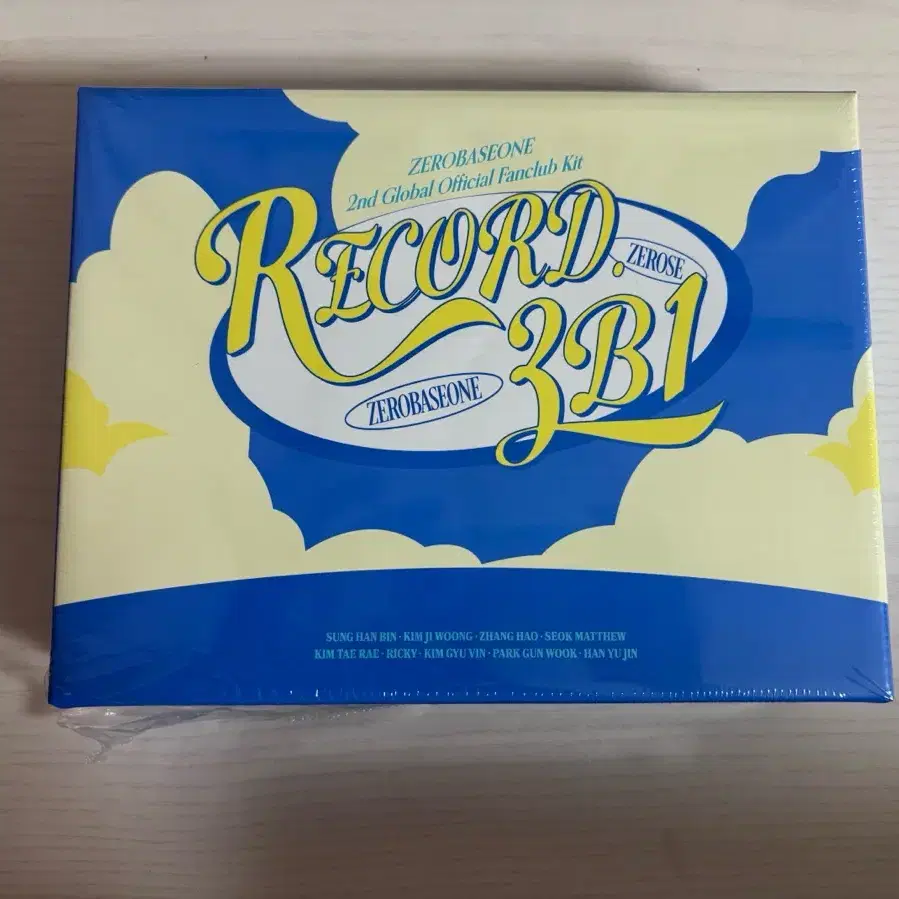 ZEROBASEONE
2nd Global Official Fanclub Kit
RECORD.
ZEROSE
ZB1
ZEROBASEONE
SUNG HAN BIN · KIM JI WOONG · ZHANG HAO · SEOK MATTHEW
KIM TAE RAE · RICKY · KIM GYU VIN · PARK GUN WOOK · HAN YU JIN